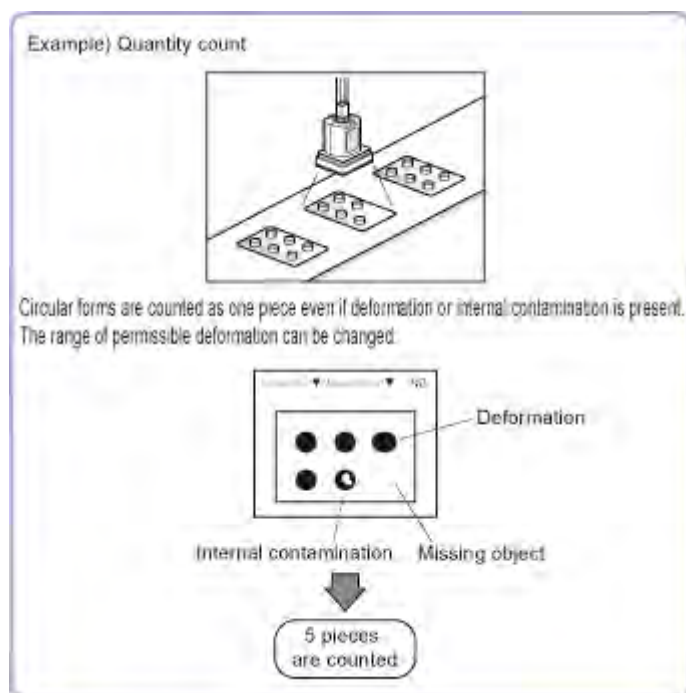 Example) Quantity count
Circular forms are counted as one piece even if deformation or internal contamination is present.
The range of permissible deformation can be changed.
▼ ▼ NG
Deformation
Internal contamination
Missing object
5 pieces
are counted